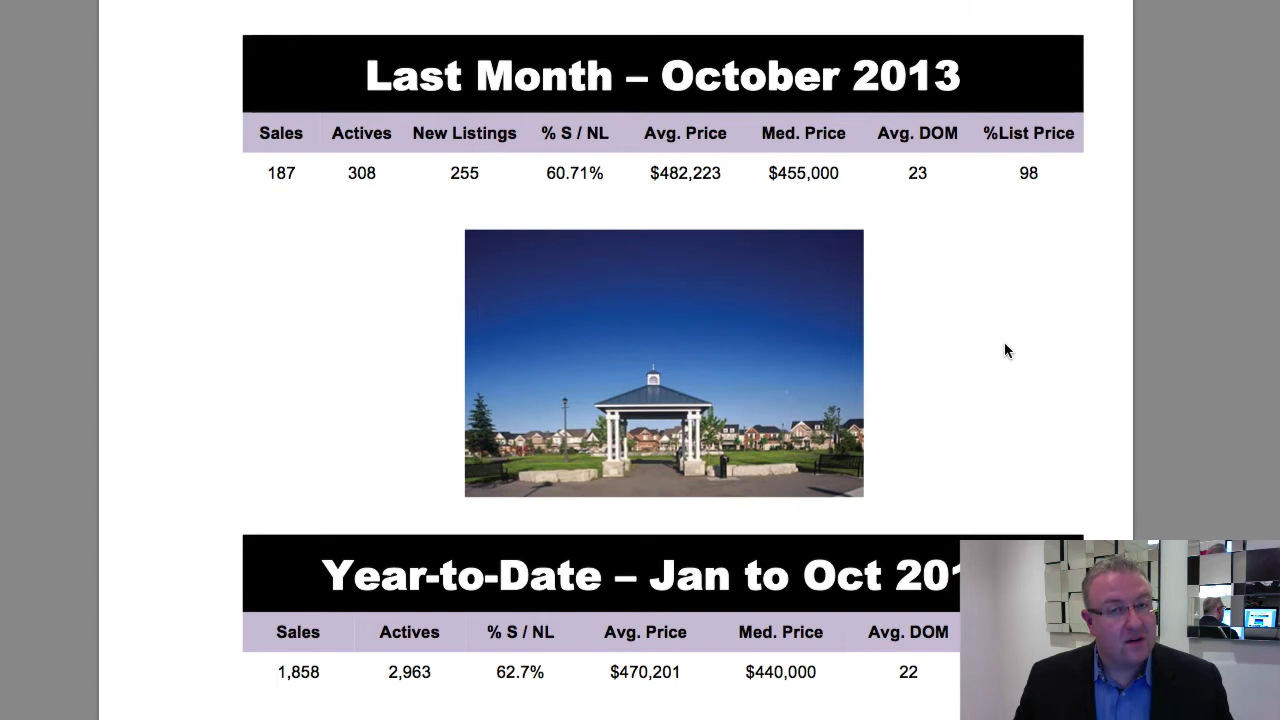 Last Month – October 2013
Sales Actives New Listings % S / NL Avg. Price Med. Price Avg. DOM %List Price
187 308 255 60.71% $482,223 $455,000 23 98
Year-to-Date – Jan to Oct
Sales Actives % S / NL Avg. Price Med. Price Avg. DOM
1,858 2,963 62.7% $470,201 $440,000 22